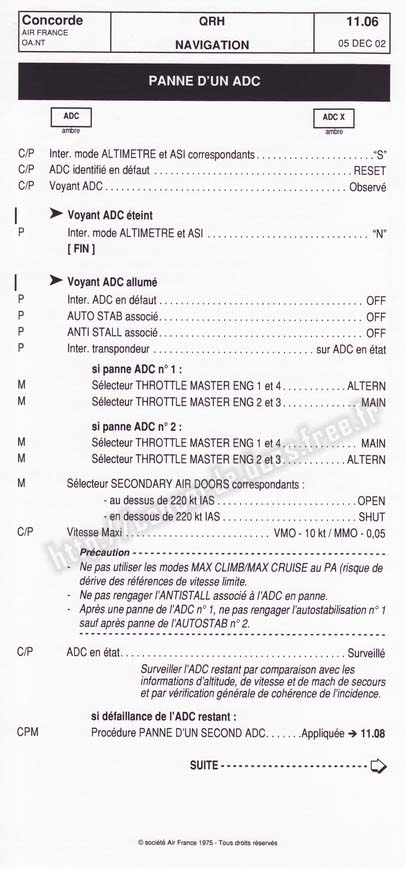 Concorde QRH 11.06
AIR FRANCE
OA.NT NAVIGATION 05 DEC 02
PANNE D'UN ADC
ADC ADC X
ambre ambre
C/P Inter. mode ALTIMETRE et ASI correspondants . . . . . . . . . . . . . . . . . . "S"
C/P ADC identifié en défaut . . . . . . . . . . . . . . . . . . . . . . . . . . . . . . RESET
C/P Voyant ADC . . . . . . . . . . . . . . . . . . . . . . . . . . . . . . . . . . . . Observé
➤ Voyant ADC éteint
P Inter. mode ALTIMETRE et ASI . . . . . . . . . . . . . . . . . . . . . . . . "N"
[ FIN ]
➤ Voyant ADC allumé
P Inter. ADC en défaut . . . . . . . . . . . . . . . . . . . . . . . . . . . . . . OFF
P AUTO STAB associé . . . . . . . . . . . . . . . . . . . . . . . . . . . . . . OFF
P ANTI STALL associé . . . . . . . . . . . . . . . . . . . . . . . . . . . . . . OFF
P Inter. transpondeur . . . . . . . . . . . . . . . . . . . . . . . . sur ADC en état
si panne ADC n° 1 :
M Sélecteur THROTTLE MASTER ENG 1 et 4 . . . . . . . . . . ALTERN
M Sélecteur THROTTLE MASTER ENG 2 et 3 . . . . . . . . . . . . MAIN
si panne ADC n° 2 :
M Sélecteur THROTTLE MASTER ENG 1 et 4 . . . . . . . . . . . . MAIN
M Sélecteur THROTTLE MASTER ENG 2 et 3 . . . . . . . . . . ALTERN
M Sélecteur SECONDARY AIR DOORS correspondants :
- au dessus de 220 kt IAS . . . . . . . . . . . . . . . . . . . . . OPEN
- en dessous de 220 kt IAS . . . . . . . . . . . . . . . . . . . . SHUT
C/P Vitesse Maxi . . . . . . . . . . . . . . . . . . . . . . VMO - 10 kt / MMO - 0,05
Précaution
- Ne pas utiliser les modes MAX CLIMB/MAX CRUISE au PA (risque de
dérive des références de vitesse limite.
- Ne pas rengager l'ANTISTALL associé à l'ADC en panne.
- Après une panne de l'ADC n° 1, ne pas rengager l'autostabilisation n° 1
sauf après panne de l'AUTOSTAB n° 2.
C/P ADC en état . . . . . . . . . . . . . . . . . . . . . . . . . . . . . . . . . . Surveillé
Surveiller l'ADC restant par comparaison avec les
informations d'altitude, de vitesse et de mach de secours
et par vérification générale de cohérence de l'incidence.
si défaillance de l'ADC restant :
CPM Procédure PANNE D'UN SECOND ADC . . . . . . . Appliquée ➔ 11.08
SUITE
© société Air France 1975 - Tous droits réservés